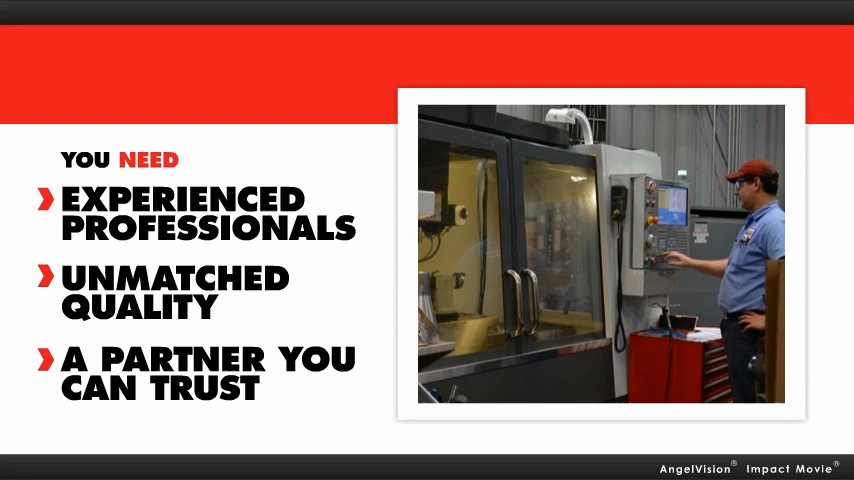 YOU NEED
EXPERIENCED
PROFESSIONALS
UNMATCHED
QUALITY
A PARTNER YOU
CAN TRUST
AngelVision® Impact Movie®